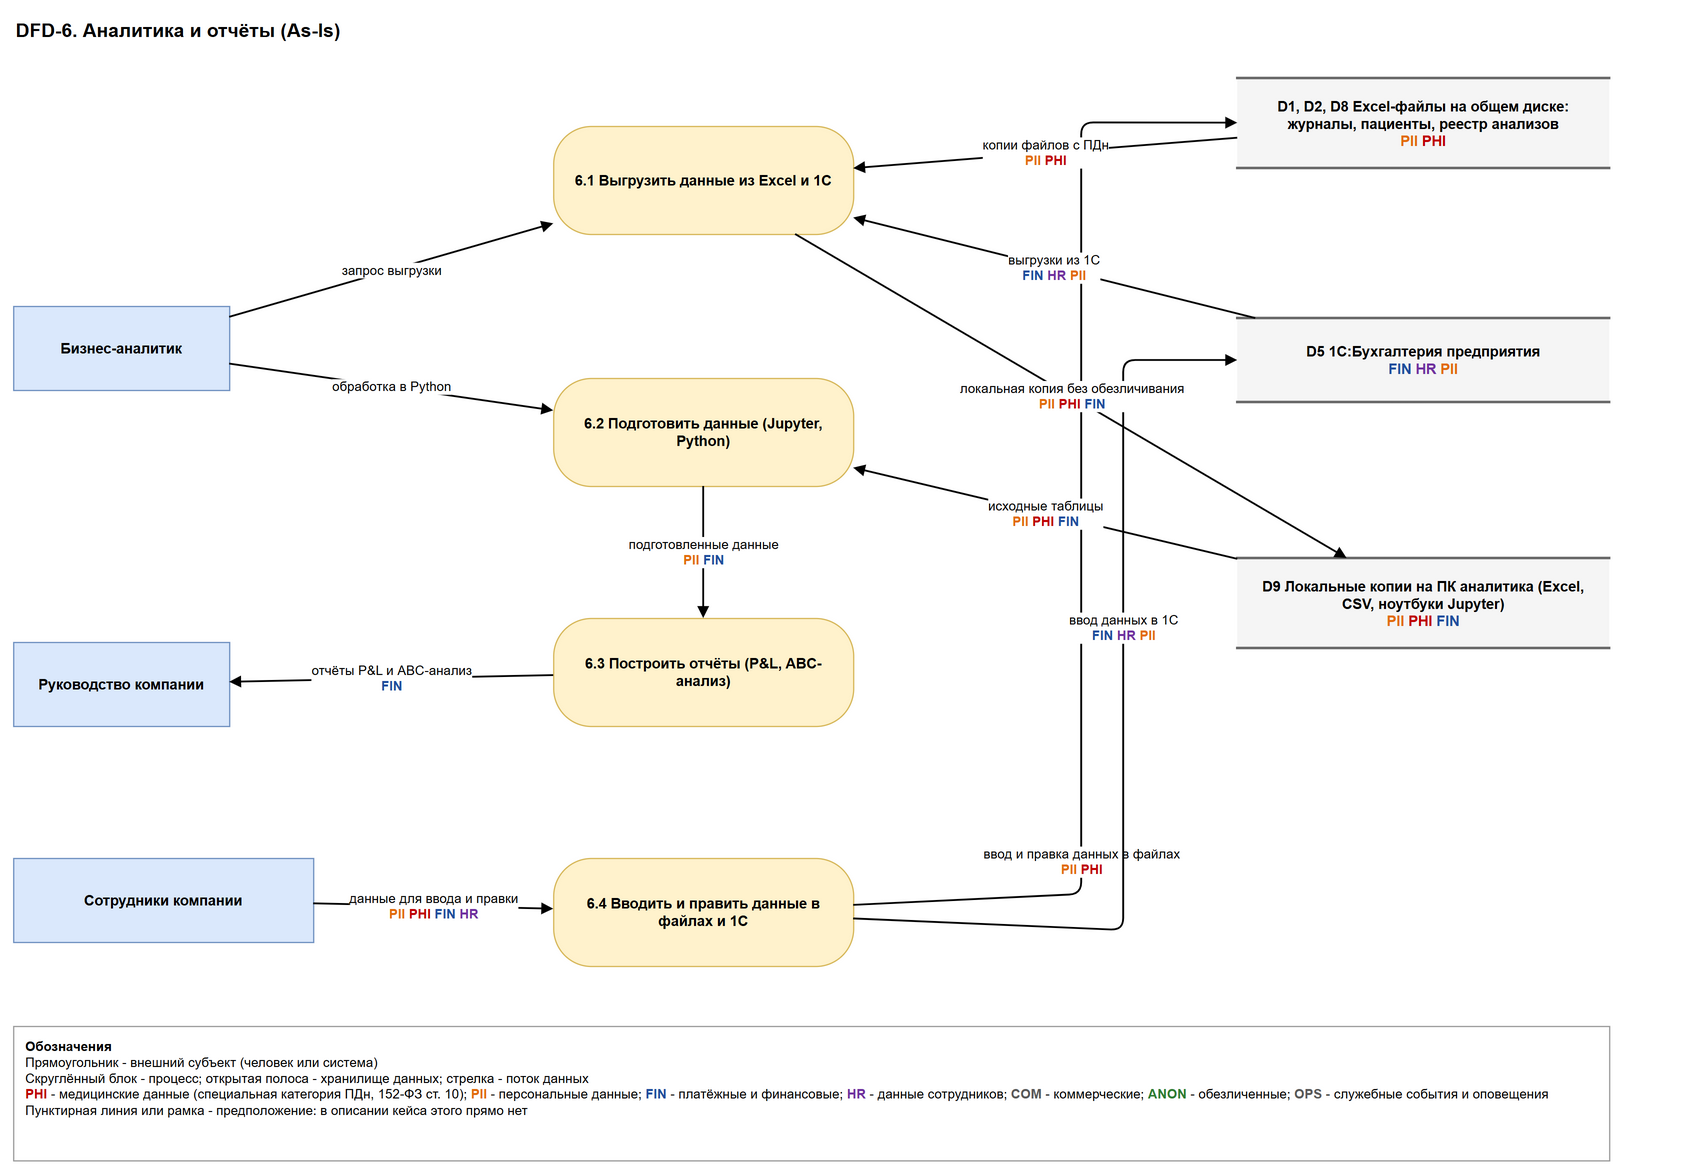 DFD-6. Аналитика и отчёты (As-Is)
D1, D2, D8 Excel-файлы на общем диске:
журналы, пациенты, реестр анализов
PII PHI
копии файлов с ПДн
PII PHI
6.1 Выгрузить данные из Excel и 1С
выгрузки из 1С
FIN HR PII
запрос выгрузки
Бизнес-аналитик
D5 1С:Бухгалтерия предприятия
FIN HR PII
обработка в Python
локальная копия без обезличивания
PII PHI FIN
6.2 Подготовить данные (Jupyter,
Python)
исходные таблицы
PII PHI FIN
подготовленные данные
PII FIN
D9 Локальные копии на ПК аналитика (Excel,
CSV, ноутбуки Jupyter)
PII PHI FIN
ввод данных в 1С
FIN HR PII
6.3 Построить отчёты (P&L, ABC-
анализ)
отчёты P&L и ABC-анализ
FIN
Руководство компании
ввод и правка данных в файлах
PII PHI
Сотрудники компании
данные для ввода и правки
PII PHI FIN HR
6.4 Вводить и править данные в
файлах и 1С
Обозначения
Прямоугольник - внешний субъект (человек или система)
Скруглённый блок - процесс; открытая полоса - хранилище данных; стрелка - поток данных
PHI - медицинские данные (специальная категория ПДн, 152-ФЗ ст. 10); PII - персональные данные; FIN - платёжные и финансовые; HR - данные сотрудников; COM - коммерческие; ANON - обезличенные; OPS - служебные события и оповещения
Пунктирная линия или рамка - предположение: в описании кейса этого прямо нет